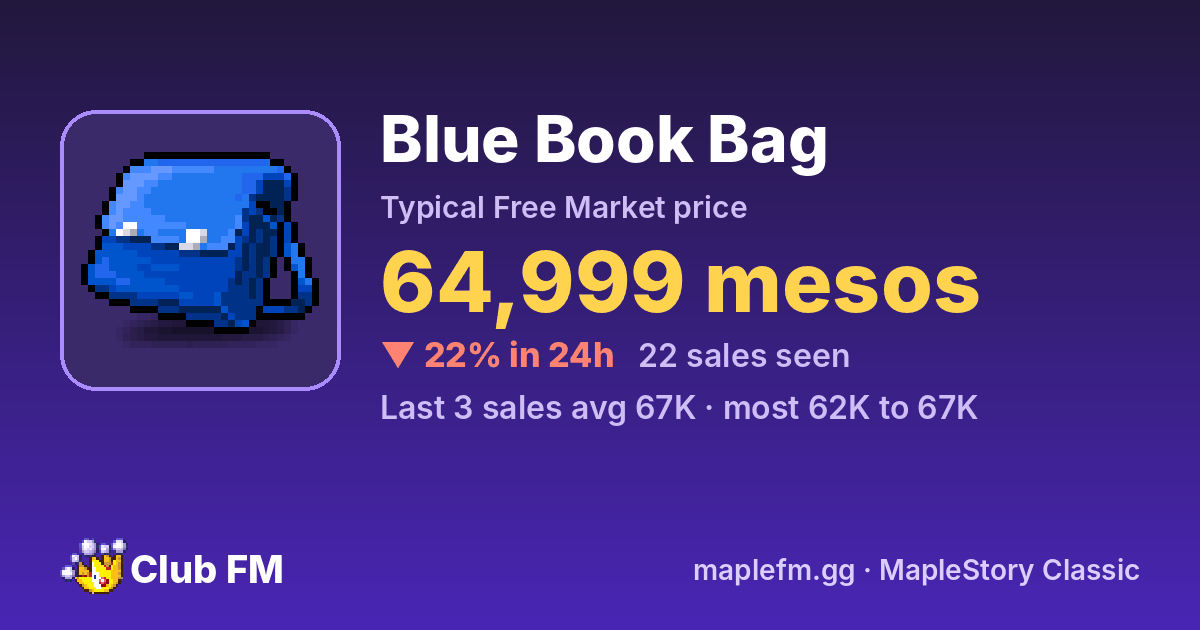 Blue Book Bag
Typical Free Market price
64,999 mesos
▼ 22% in 24h 22 sales seen
Last 3 sales avg 67K · most 62K to 67K
Club FM
maplefm.gg · MapleStory Classic